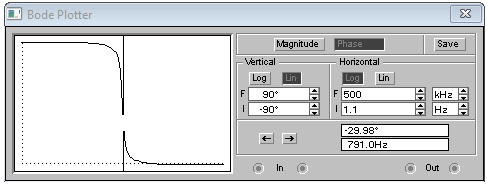 Bode Plotter
Magnitude Phase Save
Vertical Horizontal
Log Lin Log Lin
F 90° F 500 kHz
I -90° I 1.1 Hz
← → -29.98°
791.0Hz
In Out